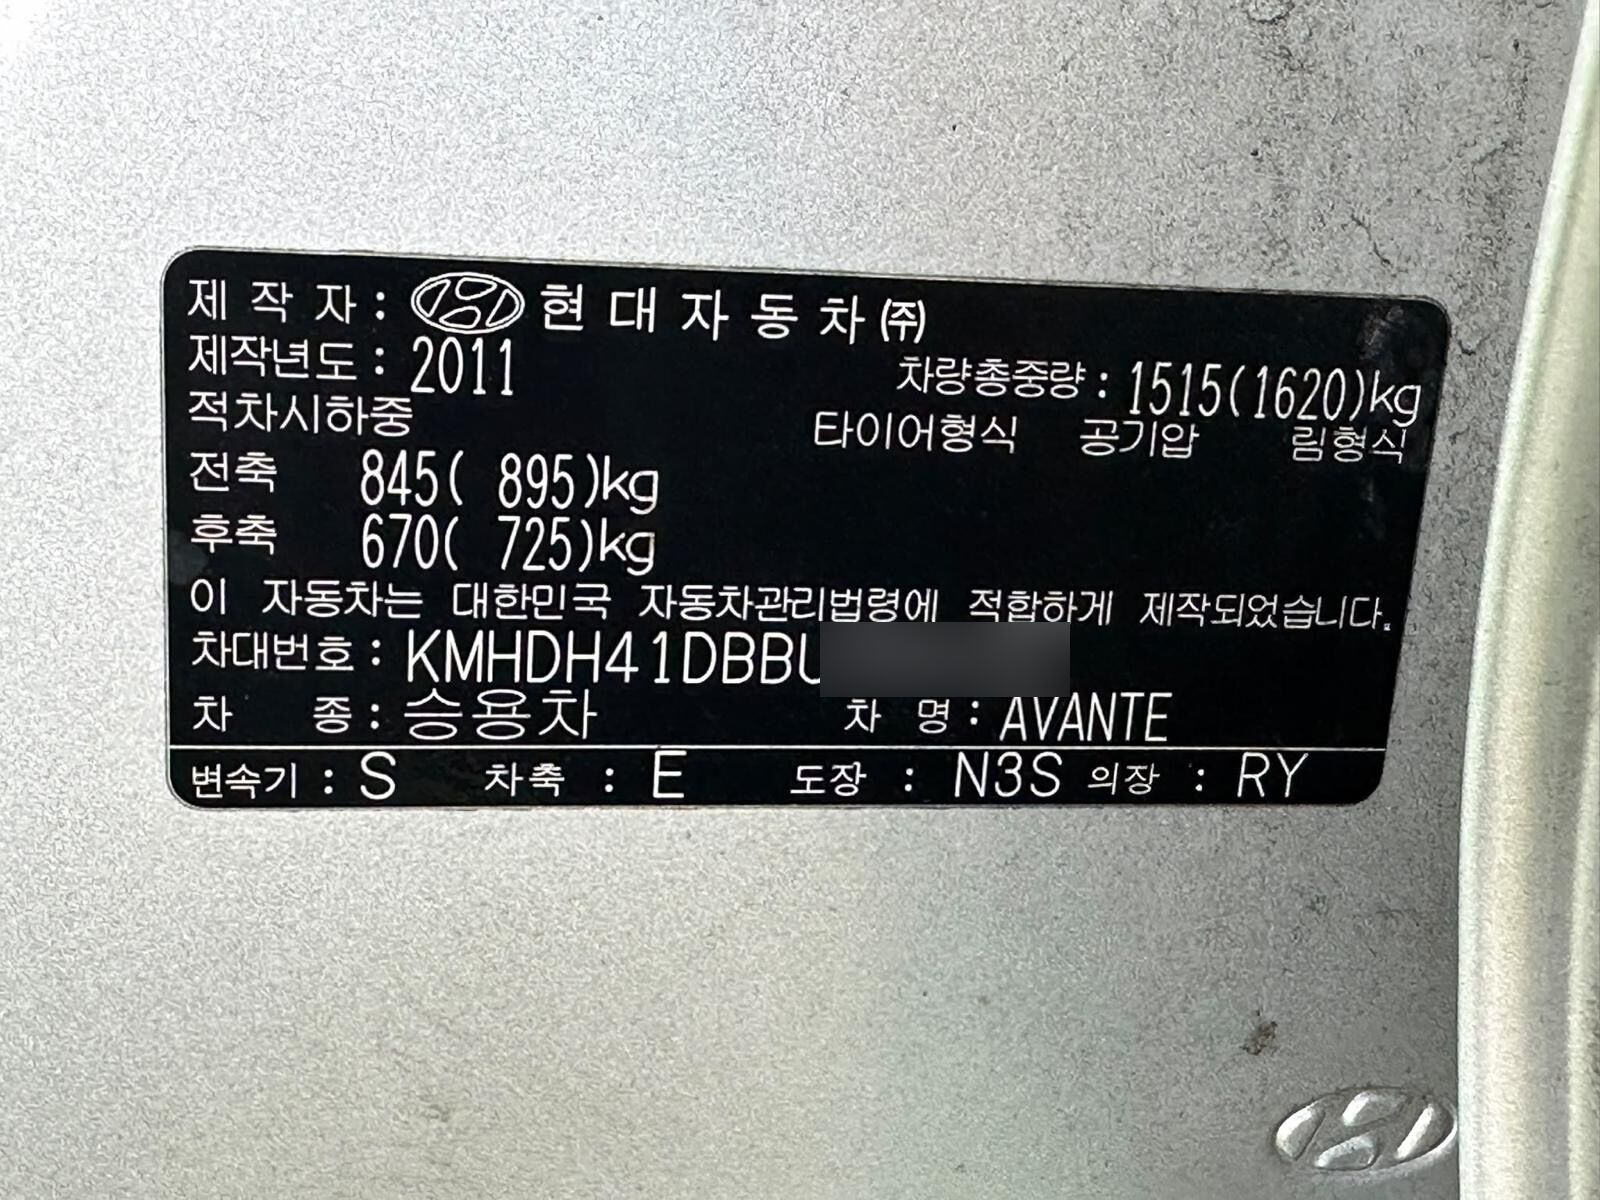 제 작 자 : 현 대 자 동 차 ㈜
제작년도 : 2011
차량총중량 : 1515(1620)kg
적차시하중
타이어형식 공기압 림형식
전축 845( 895)kg
후축 670( 725)kg
이 자동차는 대한민국 자동차관리법령에 적합하게 제작되었습니다.
차대번호 : KMHDH41DBBU
차 종 : 승용차 차 명 : AVANTE
변속기 : S 차축 : E 도장 : N3S 의장 : RY